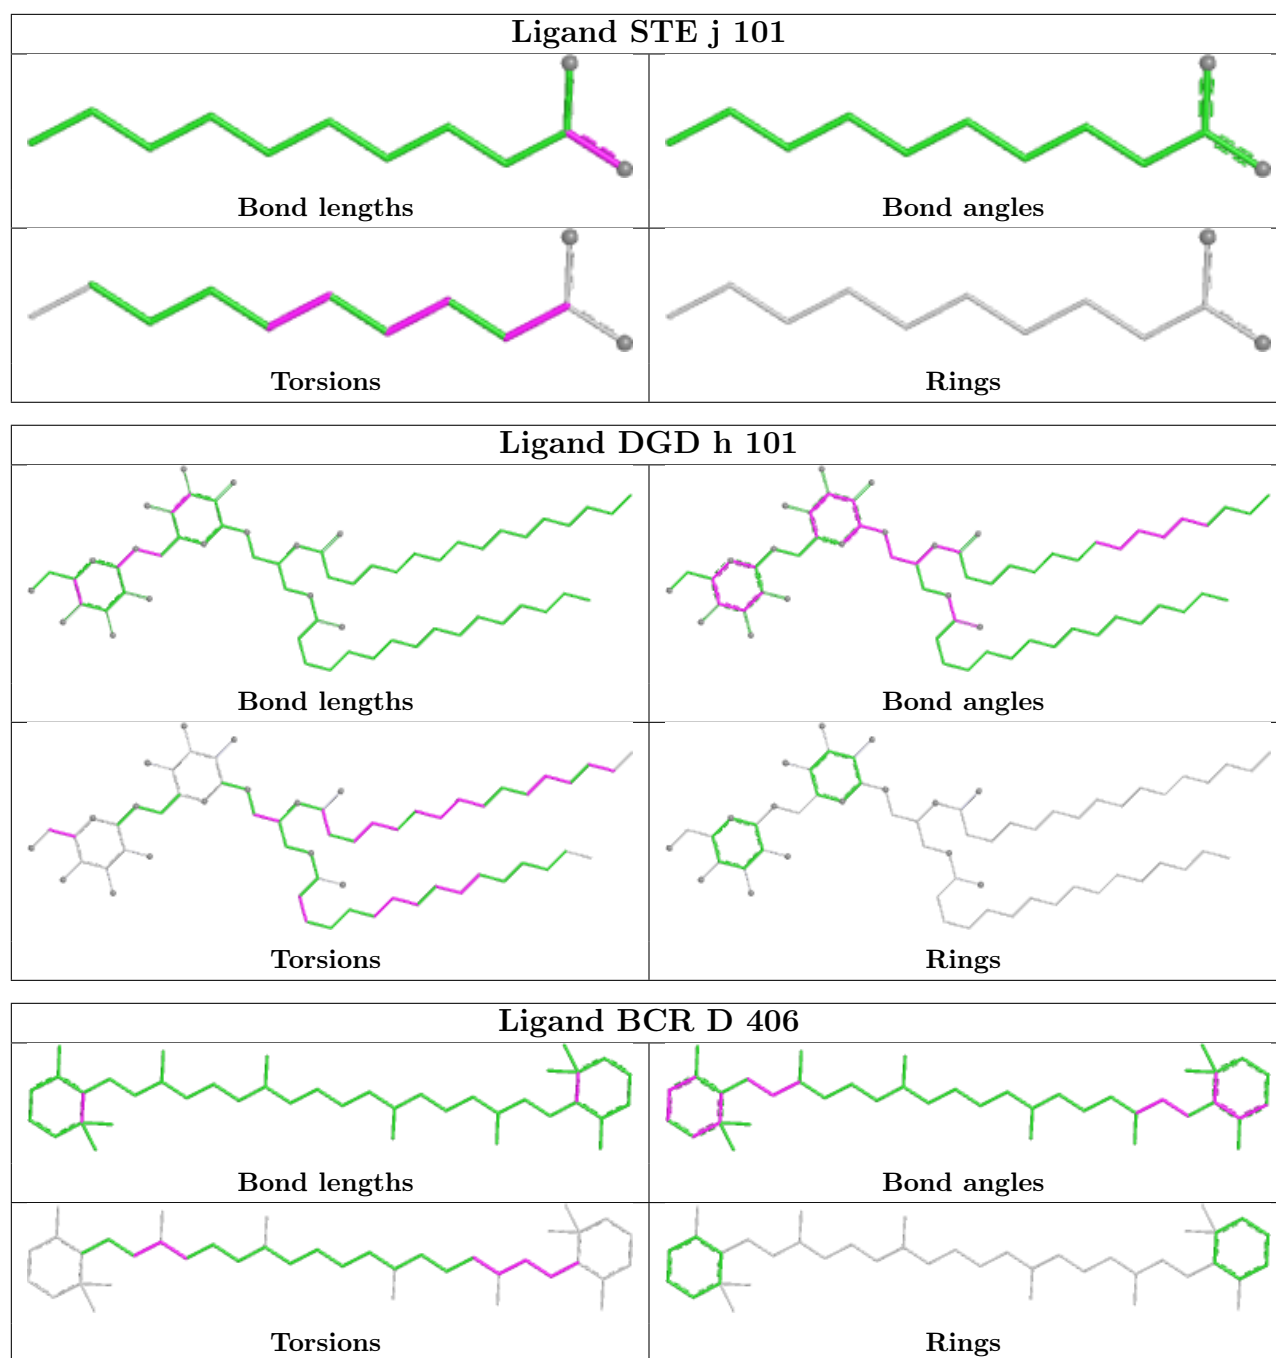 Ligand STE j 101
Bond lengths
Bond angles
Torsions
Rings
Ligand DGD h 101
Bond lengths
Bond angles
Torsions
Rings
Ligand BCR D 406
Bond lengths
Bond angles
Torsions
Rings